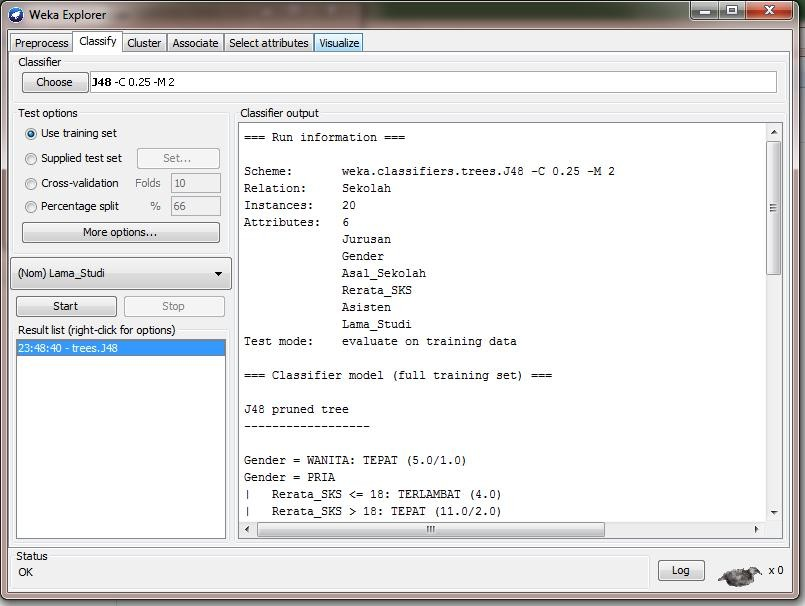 Weka Explorer
Preprocess Classify Cluster Associate Select attributes Visualize
Classifier
Choose J48 -C 0.25 -M 2
Test options
Use training set
Supplied test set Set...
Cross-validation Folds 10
Percentage split % 66
More options...
(Nom) Lama_Studi
Start Stop
Result list (right-click for options)
23:48:40 - trees.J48
Classifier output
=== Run information ===
Scheme: weka.classifiers.trees.J48 -C 0.25 -M 2
Relation: Sekolah
Instances: 20
Attributes: 6
Jurusan
Gender
Asal_Sekolah
Rerata_SKS
Asisten
Lama_Studi
Test mode: evaluate on training data
=== Classifier model (full training set) ===
J48 pruned tree
------------------
Gender = WANITA: TEPAT (5.0/1.0)
Gender = PRIA
| Rerata_SKS <= 18: TERLAMBAT (4.0)
| Rerata_SKS > 18: TEPAT (11.0/2.0)
Status
OK
Log x 0